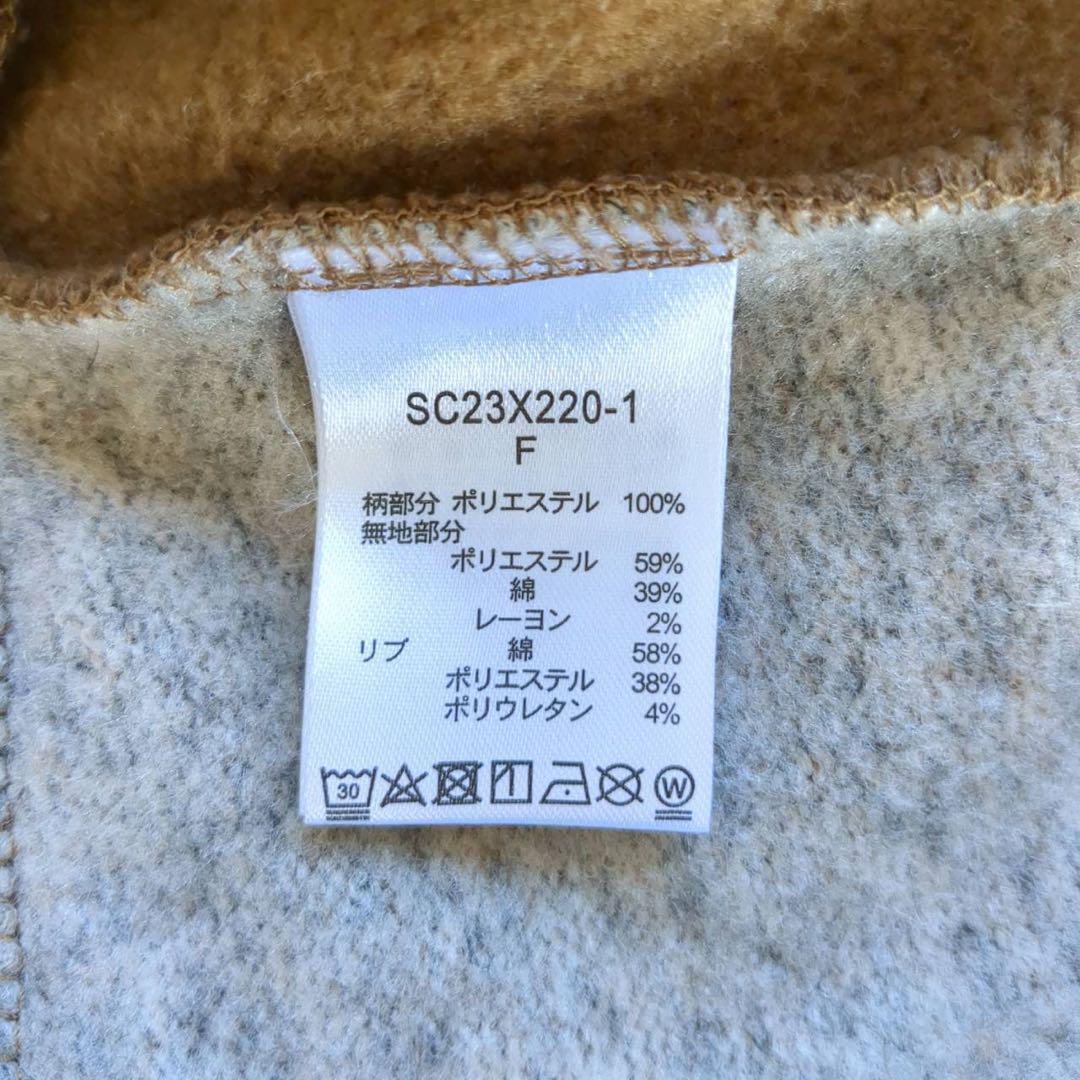 SC23X220-1
F
柄部分 ポリエステル 100%
無地部分
ポリエステル 59%
綿 39%
レーヨン 2%
リブ 綿 58%
ポリエステル 38%
ポリウレタン 4%
30 W